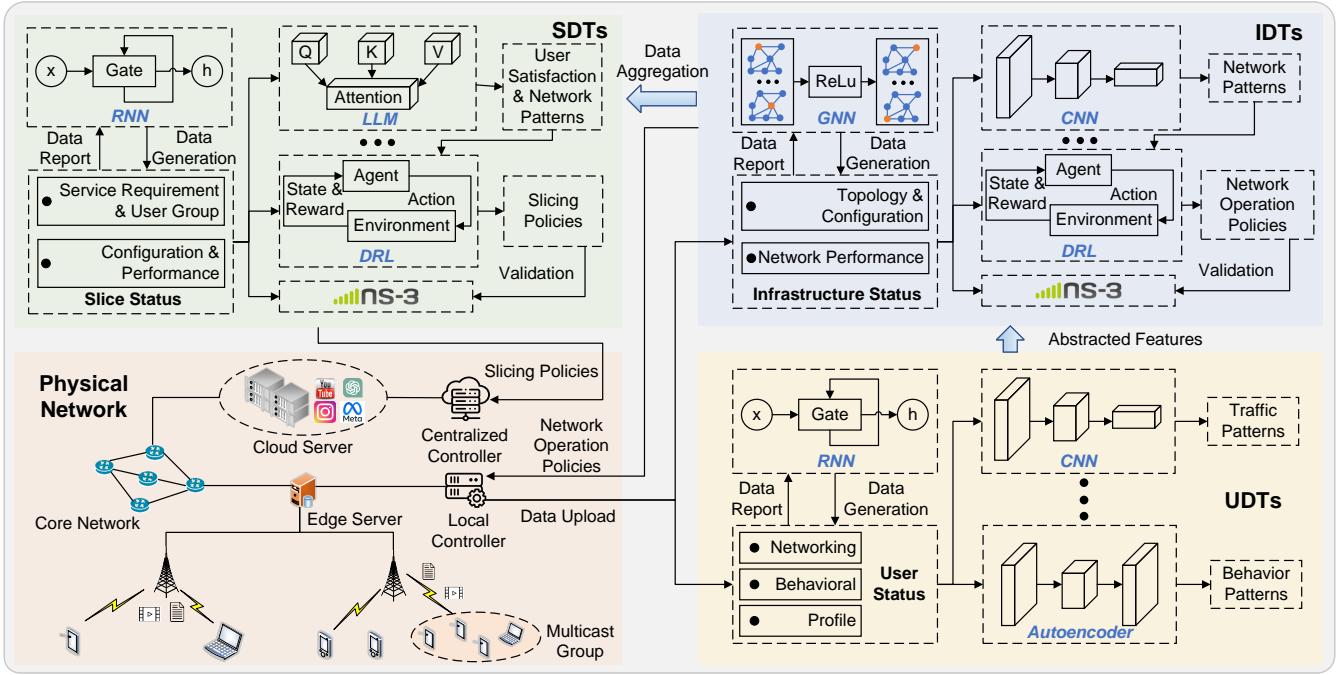 SDTs
x
Gate
h
RNN
Data
Report
Data
Generation
Service Requirement
& User Group
Configuration &
Performance
Slice Status
Q
K
V
Attention
LLM
User
Satisfaction
& Network
Patterns
State &
Reward
Agent
Action
Environment
DRL
Slicing
Policies
Validation
ns-3
Data
Aggregation
IDTs
ReLu
GNN
Data
Report
Data
Generation
Topology &
Configuration
Network Performance
Infrastructure Status
CNN
Network
Patterns
State &
Reward
Agent
Action
Environment
DRL
Network
Operation
Policies
Validation
ns-3
Abstracted Features
Physical
Network
You
Tube
Meta
Cloud Server
Slicing Policies
Centralized
Controller
Network
Operation
Policies
Core Network
Edge Server
Local
Controller
Data Upload
Multicast
Group
x
Gate
h
RNN
Data
Report
Data
Generation
Networking
Behavioral
Profile
User
Status
CNN
Traffic
Patterns
UDTs
Autoencoder
Behavior
Patterns